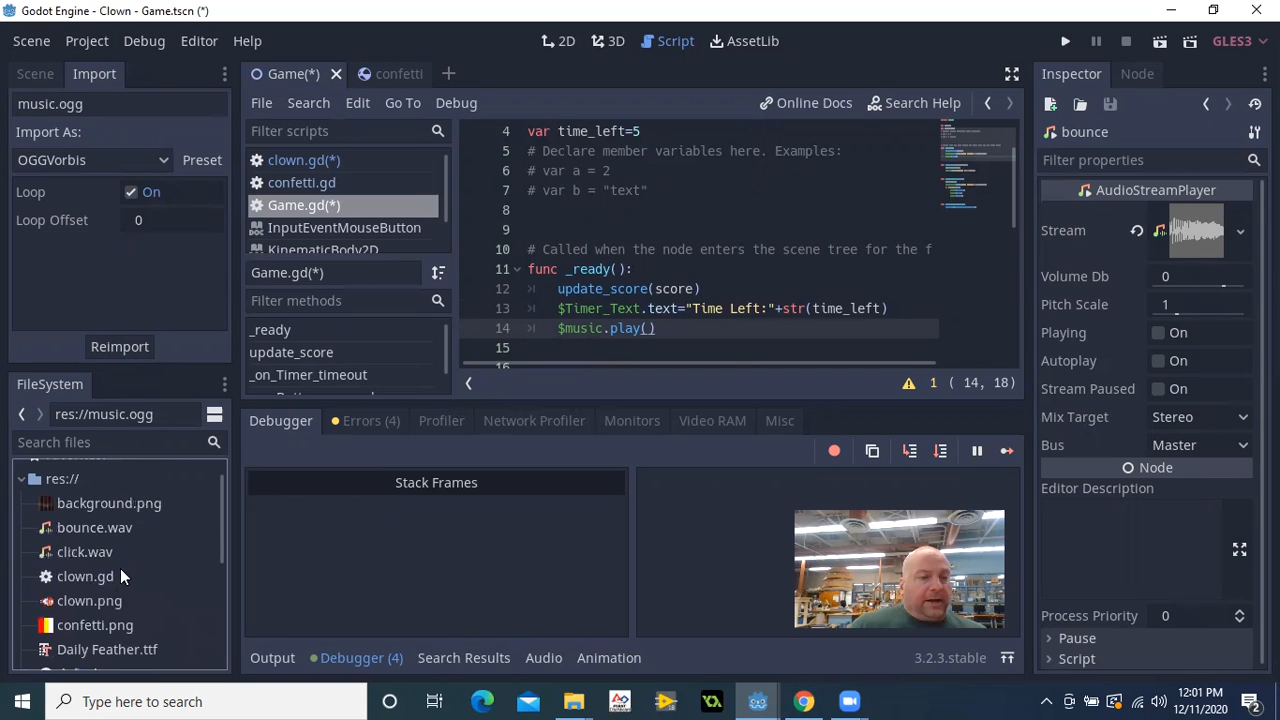 Godot Engine - Clown - Game.tscn (*)
Scene Project Debug Editor Help
2D 3D Script AssetLib
GLES3
Scene Import
music.ogg
Import As:
OGGVorbis Preset
Loop On
Loop Offset 0
Reimport
FileSystem
res://music.ogg
Search files
res://
background.png
bounce.wav
click.wav
clown.gd
clown.png
confetti.png
Daily Feather.ttf
Game(*) confetti
File Search Edit Go To Debug Online Docs Search Help
Filter scripts
clown.gd(*)
confetti.gd
Game.gd(*)
InputEventMouseButton
KinematicBody2D
Game.gd(*)
Filter methods
_ready
update_score
_on_Timer_timeout
4 var time_left=5
5 # Declare member variables here. Examples:
6 # var a = 2
7 # var b = "text"
8
9
10 # Called when the node enters the scene tree for the f
11 func _ready():
12 update_score(score)
13 $Timer_Text.text="Time Left:"+str(time_left)
14 $music.play()
15
1 ( 14, 18)
Debugger Errors (4) Profiler Network Profiler Monitors Video RAM Misc
Stack Frames
Output Debugger (4) Search Results Audio Animation 3.2.3.stable
Inspector Node
bounce
Filter properties
AudioStreamPlayer
Stream
Volume Db 0
Pitch Scale 1
Playing On
Autoplay On
Stream Paused On
Mix Target Stereo
Bus Master
Node
Editor Description
Process Priority 0
Pause
Script
Type here to search
12:01 PM
12/11/2020
2